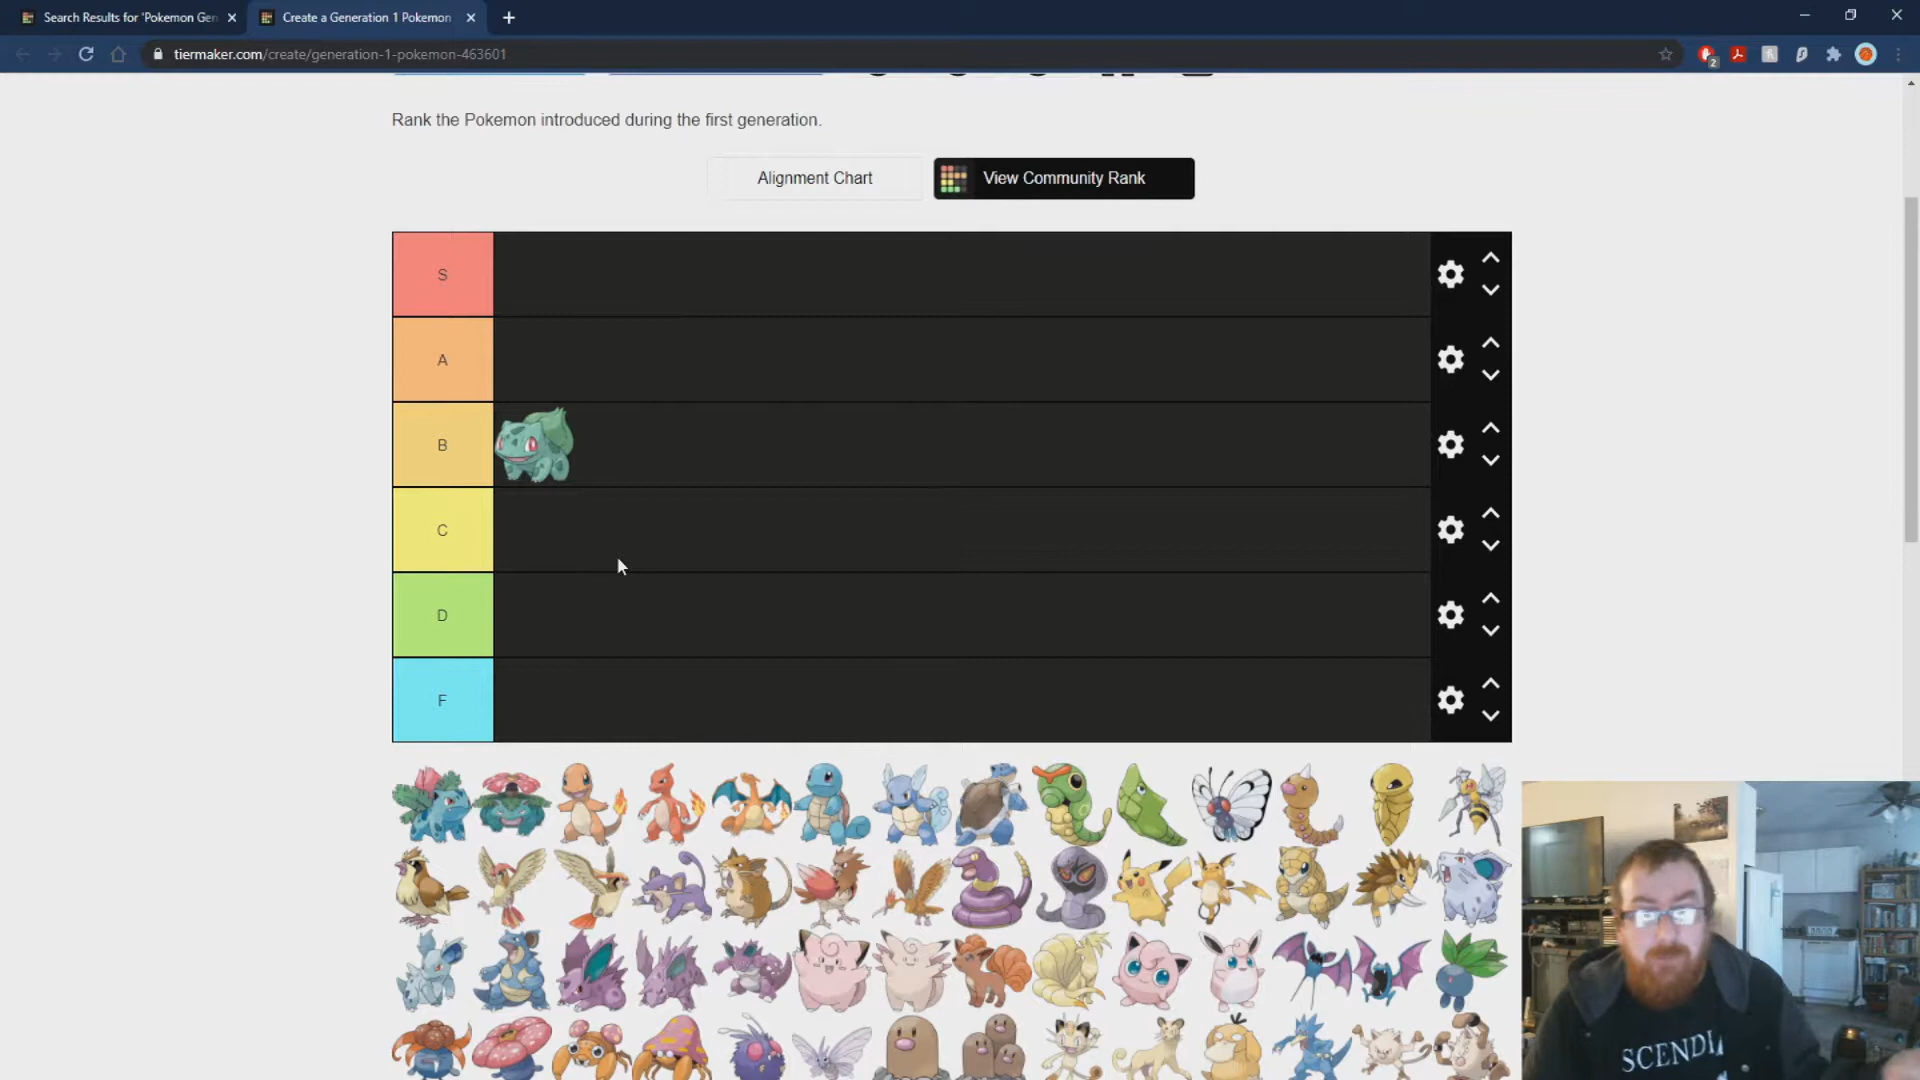 Search Results for 'Pokemon Gen
Create a Generation 1 Pokemon
tiermaker.com/create/generation-1-pokemon-463601
2
Rank the Pokemon introduced during the first generation.
Alignment Chart
View Community Rank
S
A
B
C
D
F
SCENDI